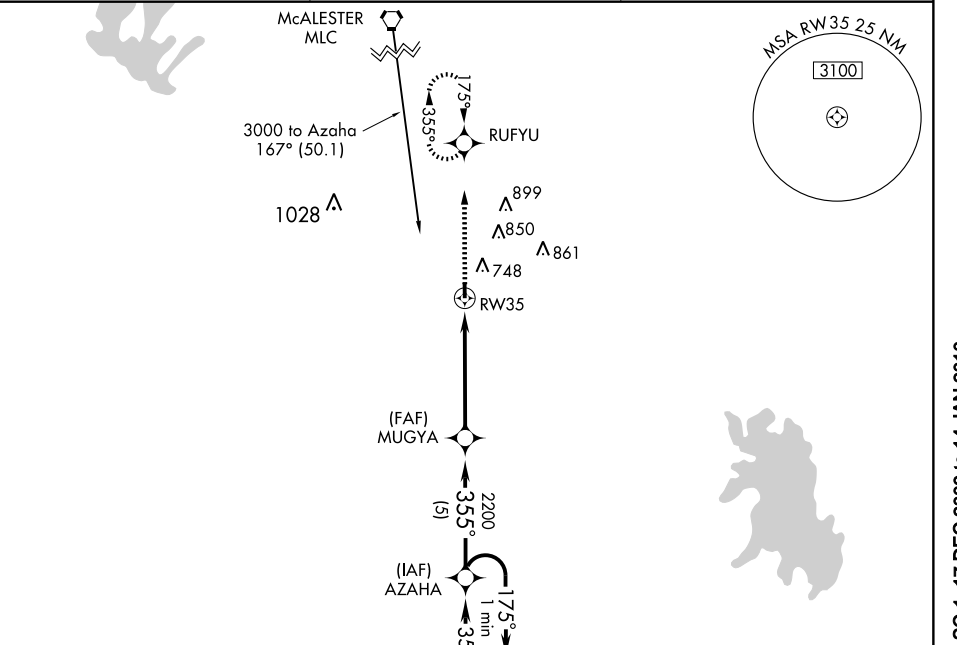 McALESTER
MLC
MSA RW35 25 NM
3100
175°
355°
3000 to Azaha
167° (50.1)
RUFYU
1028
899
850
861
748
RW35
(FAF)
MUGYA
2200
355°
(5)
(IAF)
AZAHA
175°
1 min
35